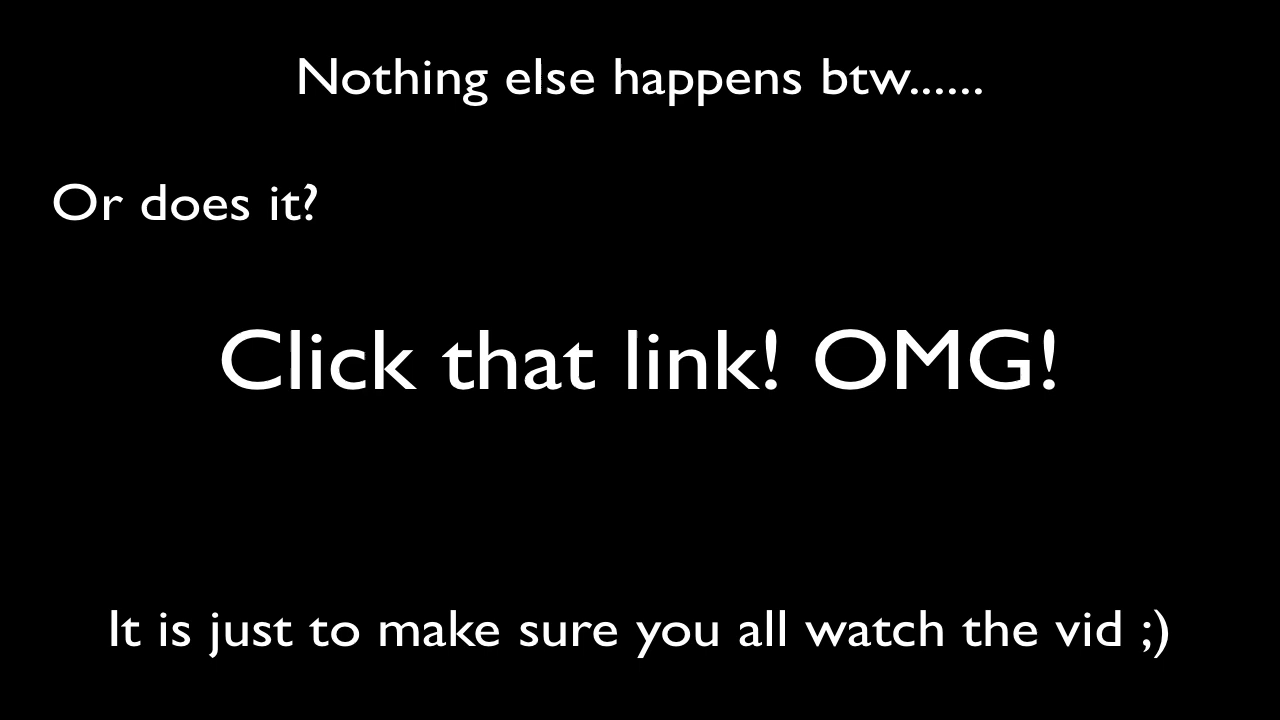 Nothing else happens btw......
Or does it?
Click that link! OMG!
It is just to make sure you all watch the vid ;)